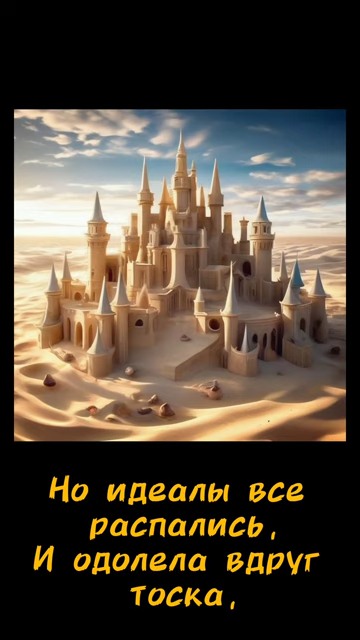 Но идеалы все
распались,
И одолела вдруг
тоска,